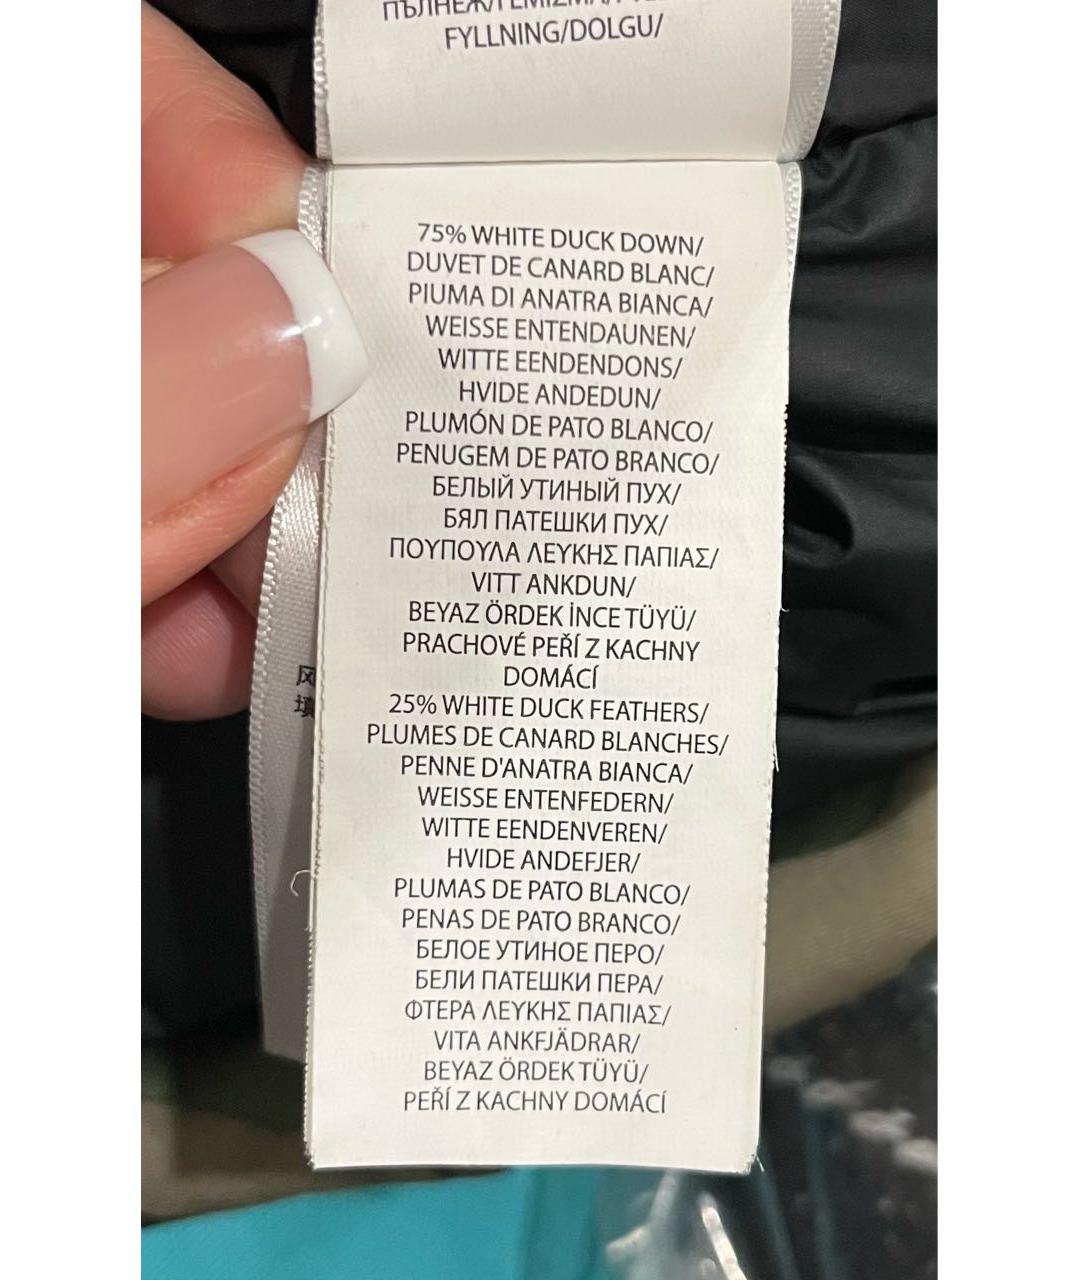 FYLLNING/DOLGU/
75% WHITE DUCK DOWN/
DUVET DE CANARD BLANC/
PIUMA DI ANATRA BIANCA/
WEISSE ENTENDAUNEN/
WITTE EENDENDONS/
HVIDE ANDEDUN/
PLUMÓN DE PATO BLANCO/
PENUGEM DE PATO BRANCO/
БЕЛЫЙ УТИНЫЙ ПУХ/
БЯЛ ПАТЕШКИ ПУХ/
ΠΟΥΠΟΥΛΑ ΛΕΥΚΗΣ ΠΑΠΙΑΣ/
VITT ANKDUN/
BEYAZ ÖRDEK İNCE TÜYÜ/
PRACHOVÉ PEŘÍ Z KACHNY
DOMÁCÍ
25% WHITE DUCK FEATHERS/
PLUMES DE CANARD BLANCHES/
PENNE D'ANATRA BIANCA/
WEISSE ENTENFEDERN/
WITTE EENDENVEREN/
HVIDE ANDEFJER/
PLUMAS DE PATO BLANCO/
PENAS DE PATO BRANCO/
БЕЛОЕ УТИНОЕ ПЕРО/
БЕЛИ ПАТЕШКИ ПЕРА/
ΦΤΕΡΑ ΛΕΥΚΗΣ ΠΑΠΙΑΣ/
VITA ANKFJÄDRAR/
BEYAZ ÖRDEK TÜYÜ/
PEŘÍ Z KACHNY DOMÁCÍ